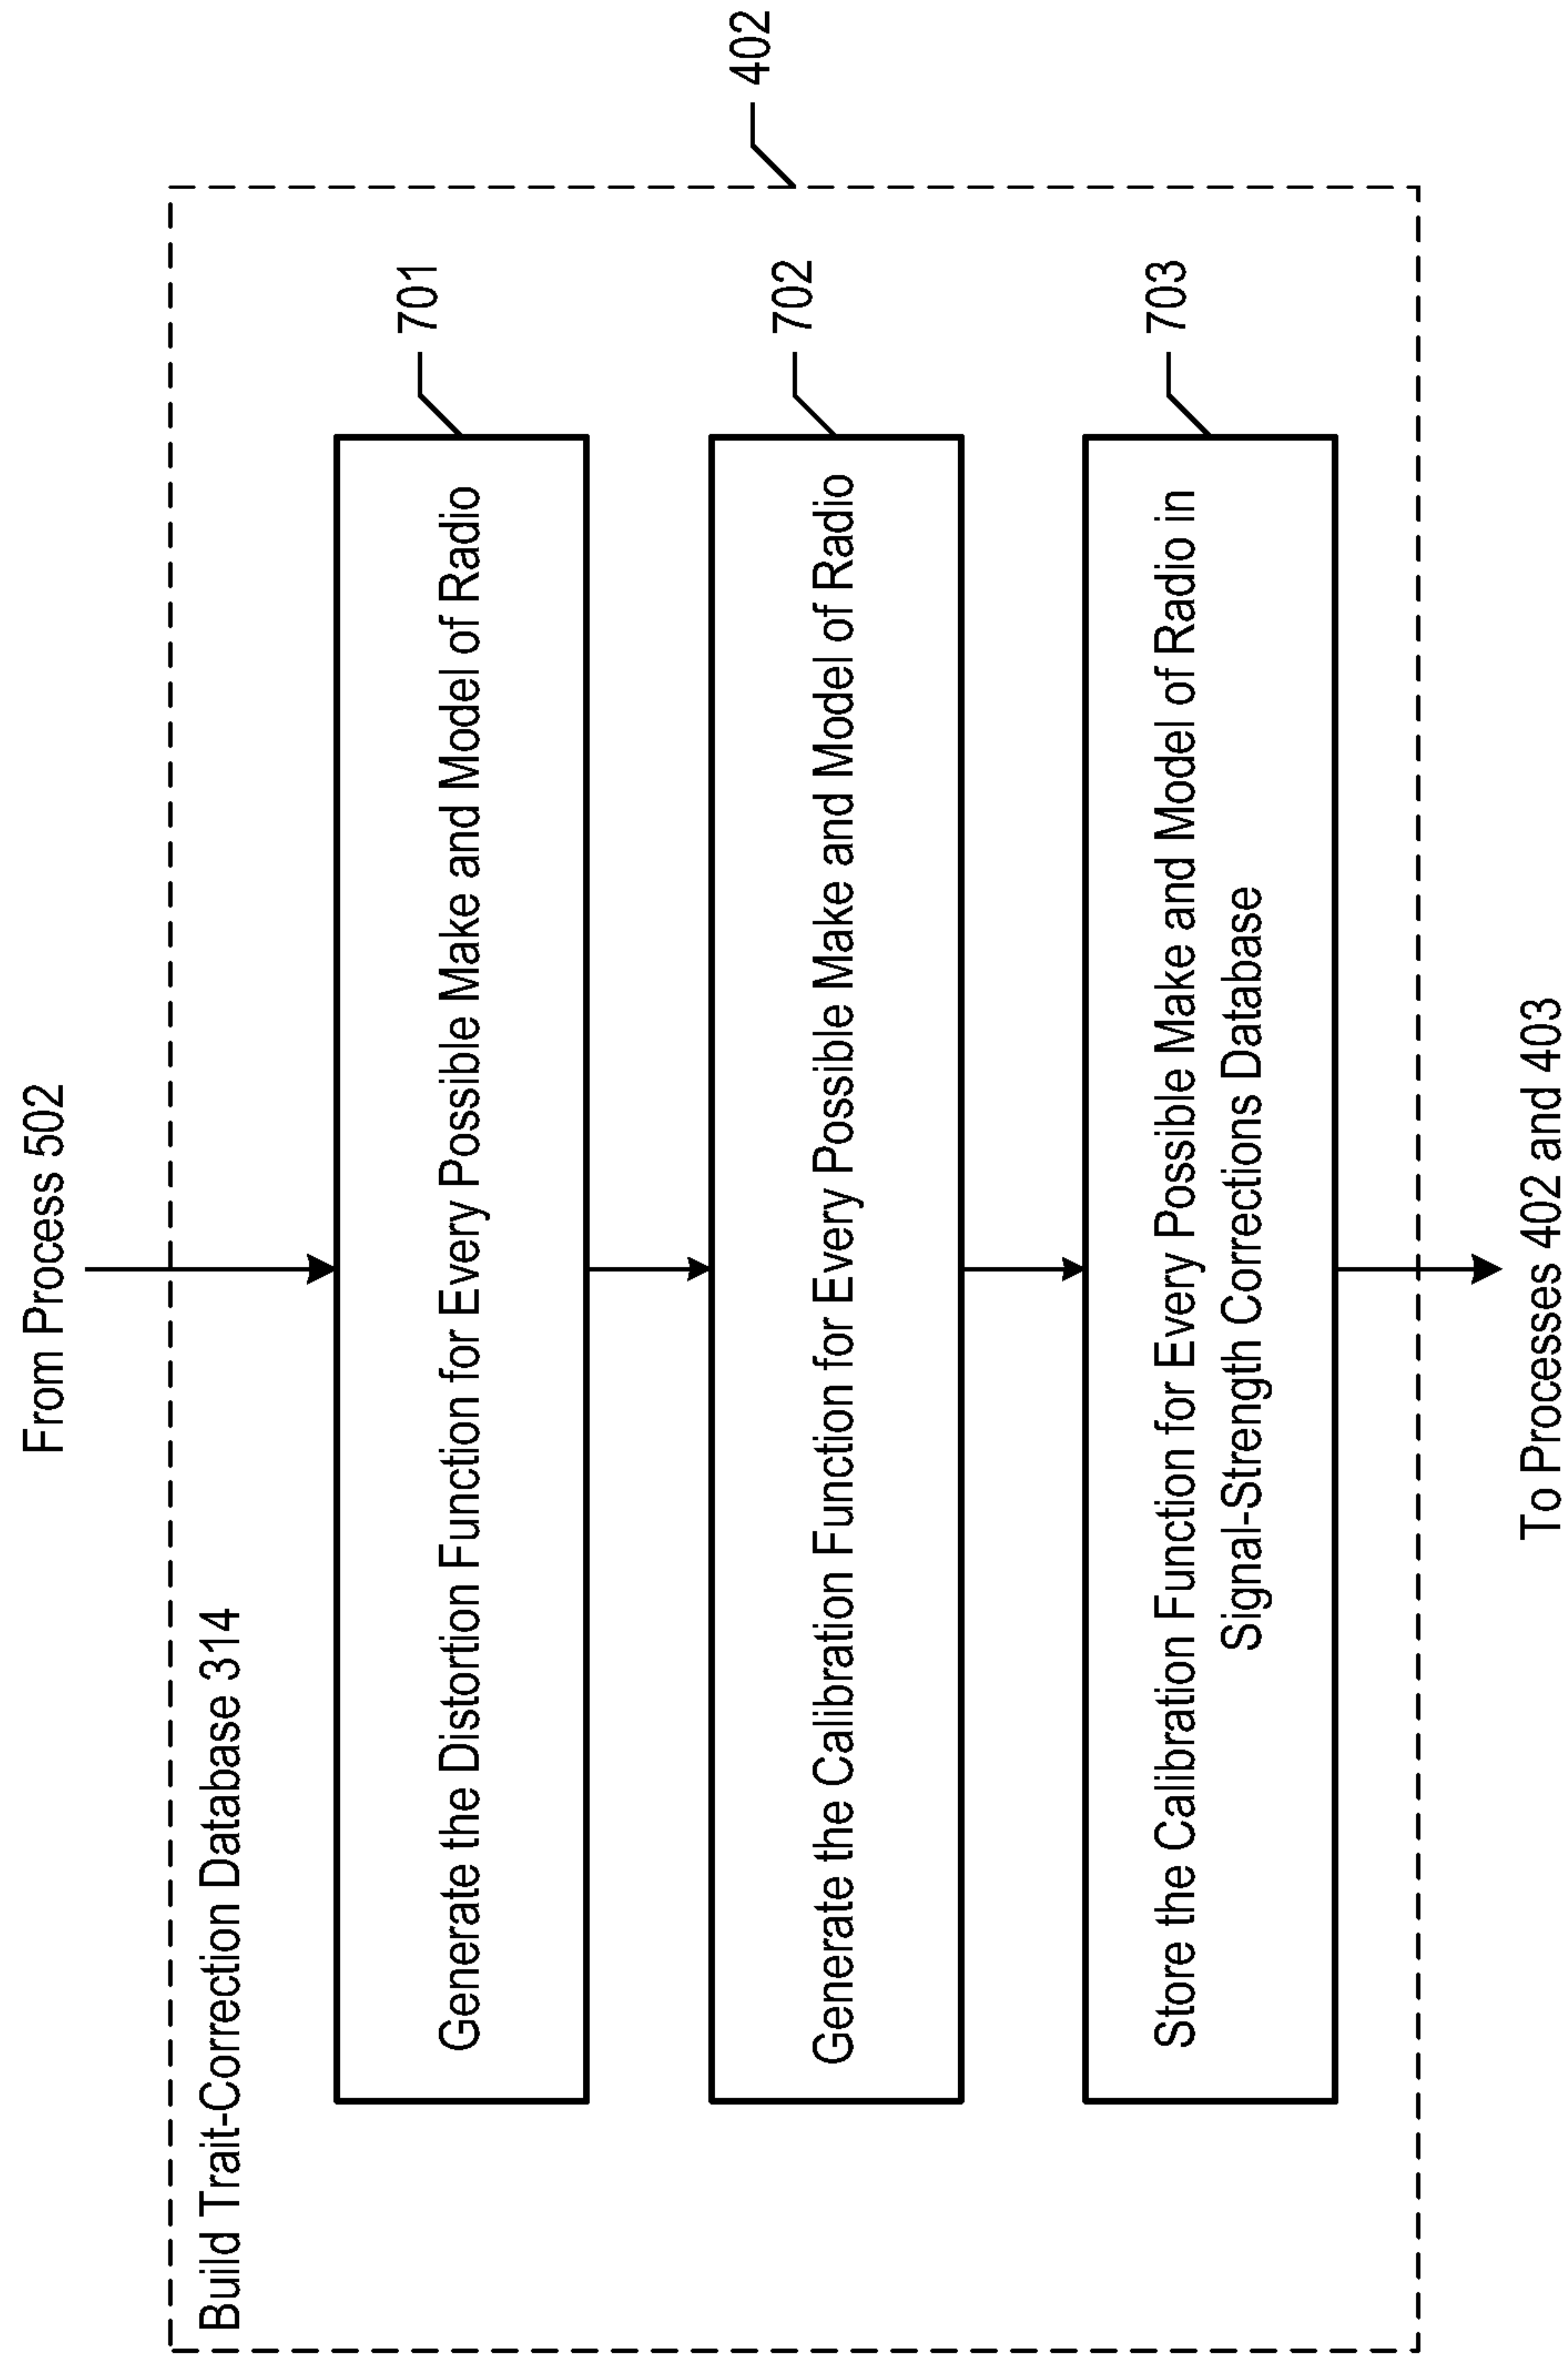 From Process 502
Build Trait-Correction Database 314
402
701
Generate the Distortion Function for Every Possible Make and Model of Radio
702
Generate the Calibration Function for Every Possible Make and Model of Radio
703
Store the Calibration Function for Every Possible Make and Model of Radio in
Signal-Strength Corrections Database
To Processes 402 and 403